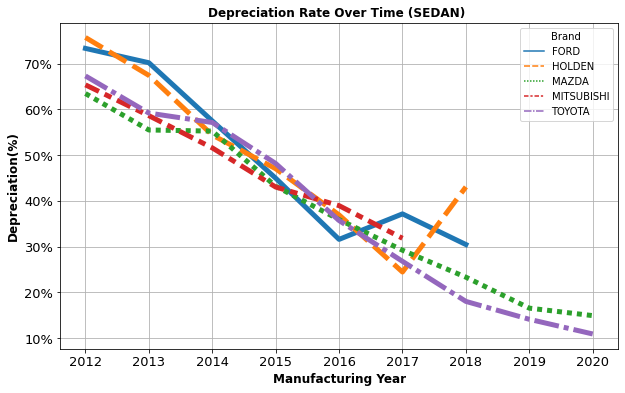 Depreciation Rate Over Time (SEDAN)
Brand
FORD
HOLDEN
MAZDA
MITSUBISHI
TOYOTA
Depreciation(%)
70%
60%
50%
40%
30%
20%
10%
2012 2013 2014 2015 2016 2017 2018 2019 2020
Manufacturing Year